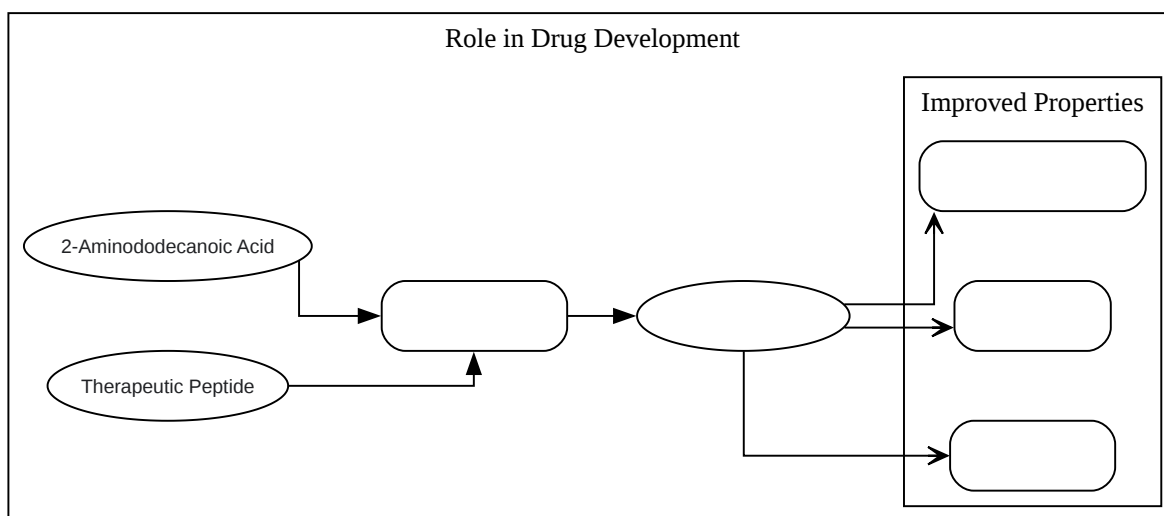 Role in Drug Development
Improved Properties
2-Aminododecanoic Acid
Therapeutic Peptide